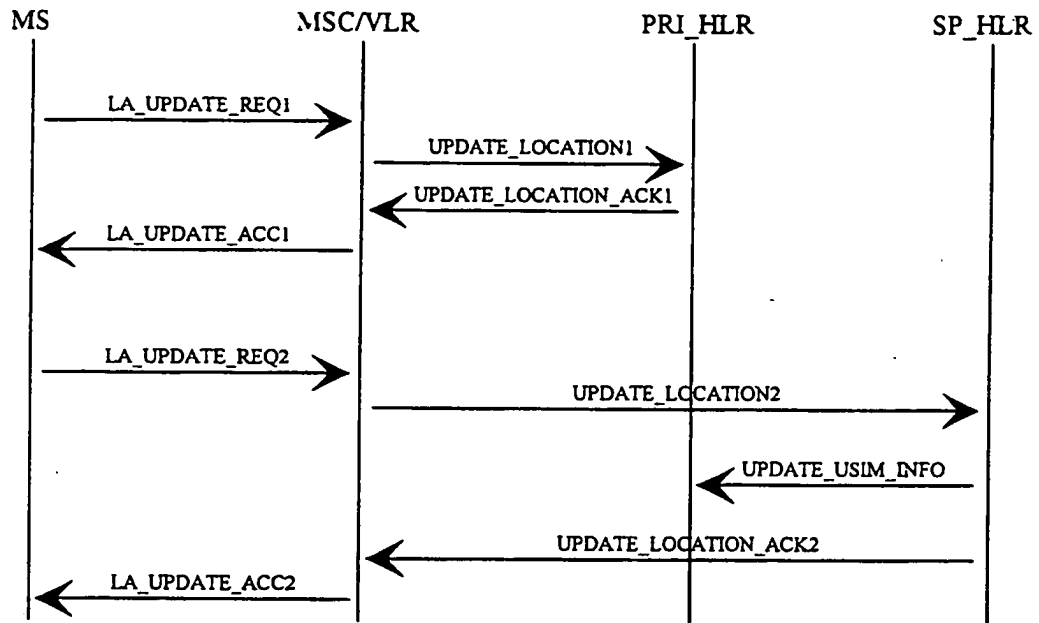 MS MSC/VLR PRI_HLR SP_HLR
LA_UPDATE_REQ1
UPDATE_LOCATION1
UPDATE_LOCATION_ACK1
LA_UPDATE_ACC1
LA_UPDATE_REQ2
UPDATE_LOCATION2
UPDATE_USIM_INFO
UPDATE_LOCATION_ACK2
LA_UPDATE_ACC2